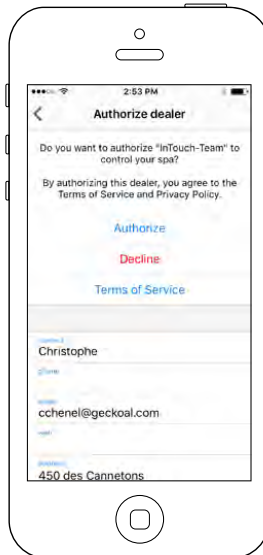 2:53 PM
Authorize dealer
Do you want to authorize "InTouch-Team" to
control your spa?
By authorizing this dealer, you agree to the
Terms of Service and Privacy Policy.
Authorize
Decline
Terms of Service
Christophe
phone
cchenel@geckoal.com
450 des Cannetons